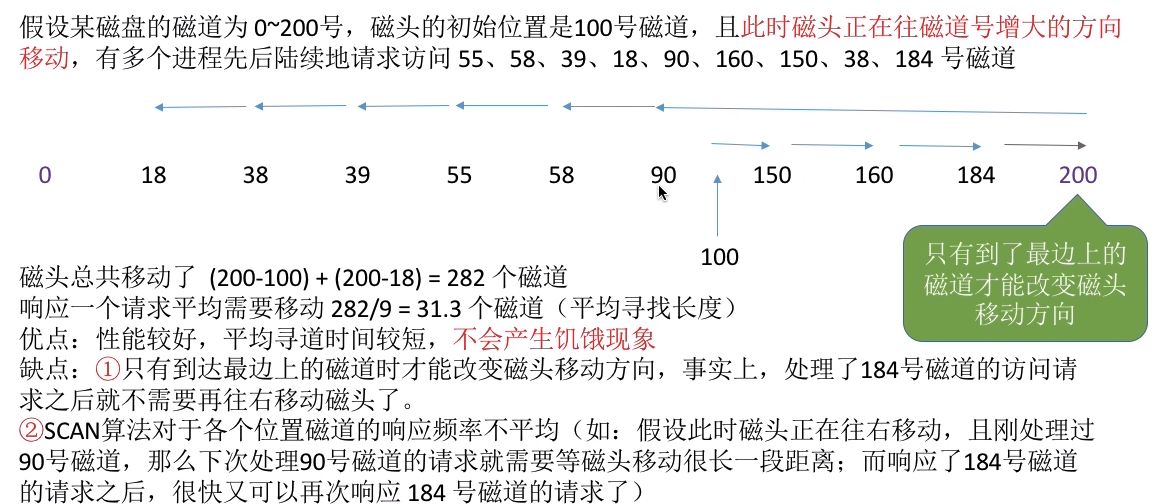 假设某磁盘的磁道为 0~200号，磁头的初始位置是100号磁道，且此时磁头正在往磁道号增大的方向
移动，有多个进程先后陆续地请求访问 55、58、39、18、90、160、150、38、184 号磁道
0 18 38 39 55 58 90 150 160 184 200
100
只有到了最边上的
磁道才能改变磁头
移动方向
磁头总共移动了 (200-100) + (200-18) = 282 个磁道
响应一个请求平均需要移动 282/9 = 31.3 个磁道（平均寻找长度）
优点：性能较好，平均寻道时间较短，不会产生饥饿现象
缺点：①只有到达最边上的磁道时才能改变磁头移动方向，事实上，处理了184号磁道的访问请
求之后就不需要再往右移动磁头了。
②SCAN算法对于各个位置磁道的响应频率不平均（如：假设此时磁头正在往右移动，且刚处理过
90号磁道，那么下次处理90号磁道的请求就需要等磁头移动很长一段距离；而响应了184号磁道
的请求之后，很快又可以再次响应 184 号磁道的请求了）